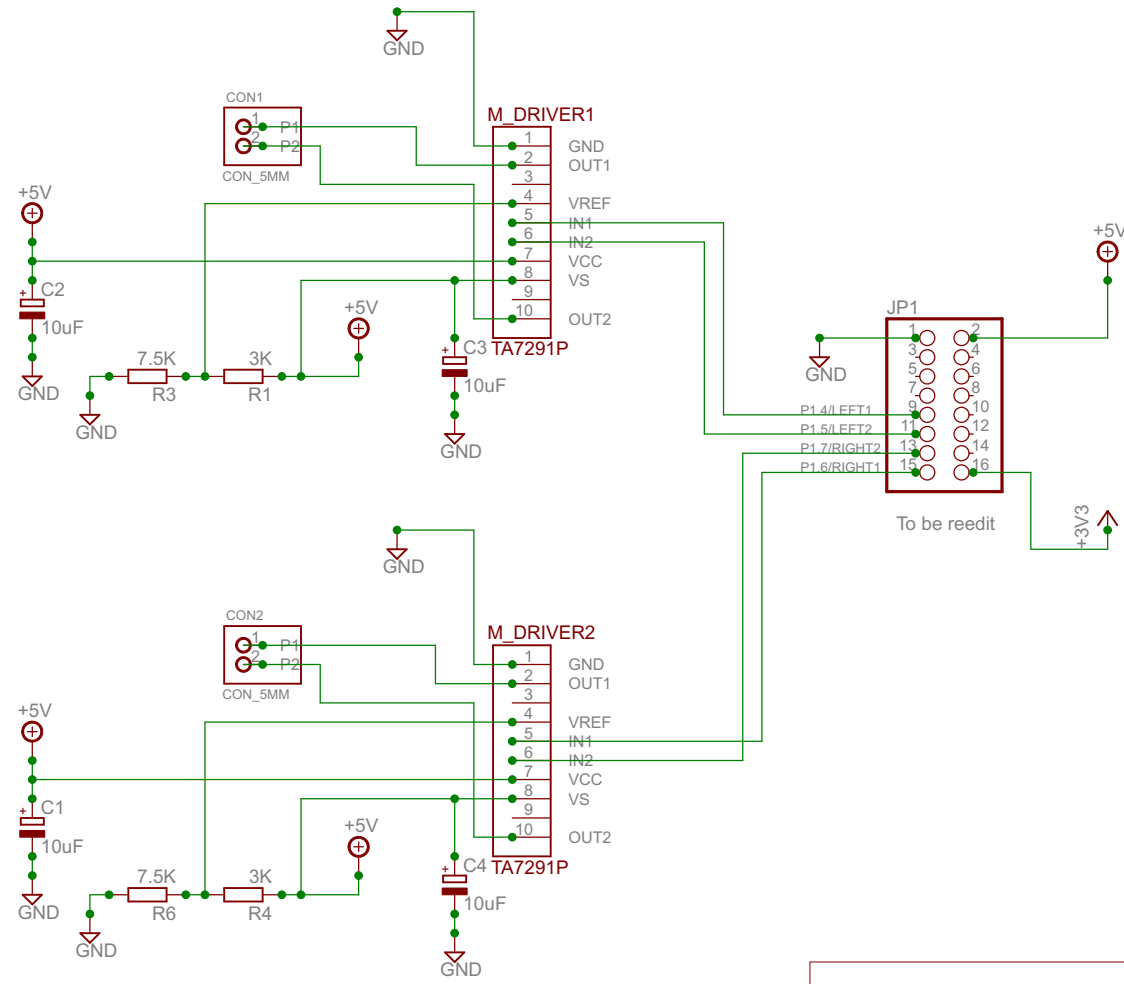 GND
CON1
1 P1
2 P2
CON_5MM
M_DRIVER1
1 GND
2 OUT1
3
4 VREF
5 IN1
6 IN2
7 VCC
8 VS
9
10 OUT2
TA7291P
+5V
+ C2
10uF
GND
+5V
7.5K 3K
R3 R1
GND
+ C3
10uF
GND
+5V
JP1
1 2
3 4
5 6
7 8
P1.4/LEFT1 9 10
P1.5/LEFT2 11 12
P1.7/RIGHT2 13 14
P1.6/RIGHT1 15 16
GND
To be reedit
+3V3
GND
CON2
1 P1
2 P2
CON_5MM
M_DRIVER2
1 GND
2 OUT1
3
4 VREF
5 IN1
6 IN2
7 VCC
8 VS
9
10 OUT2
TA7291P
+5V
+ C1
10uF
GND
+5V
7.5K 3K
R6 R4
GND
+ C4
10uF
GND